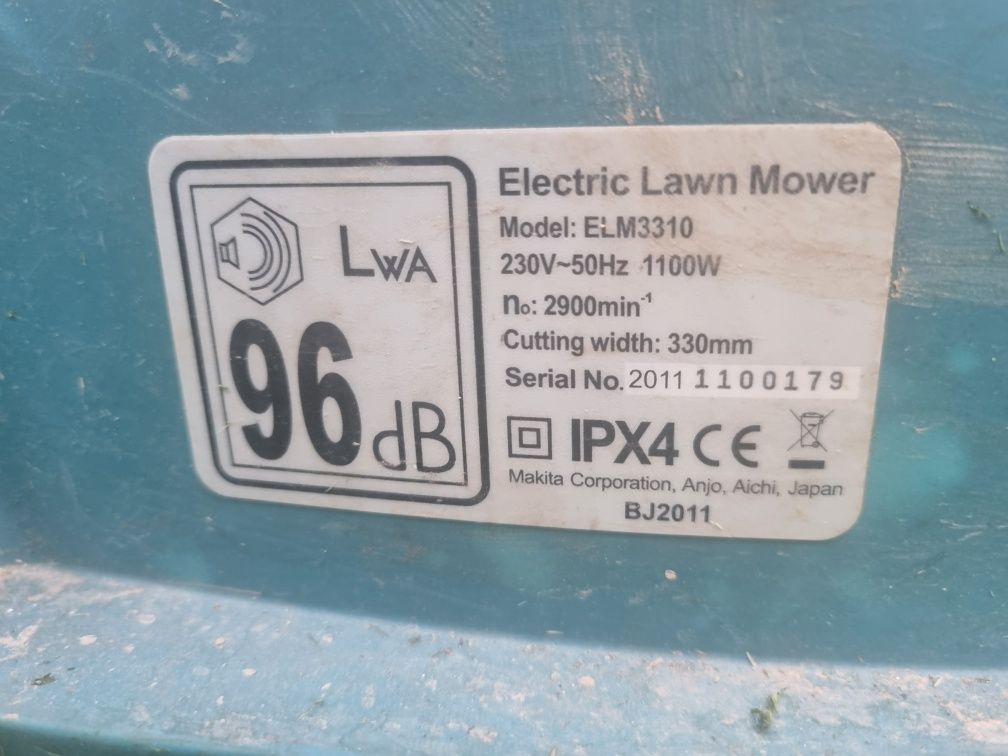 LWA
96 dB
Electric Lawn Mower
Model: ELM3310
230V~50Hz 1100W
no: 2900min-1
Cutting width: 330mm
Serial No. 2011 1100179
IPX4 CE
Makita Corporation, Anjo, Aichi, Japan
BJ2011